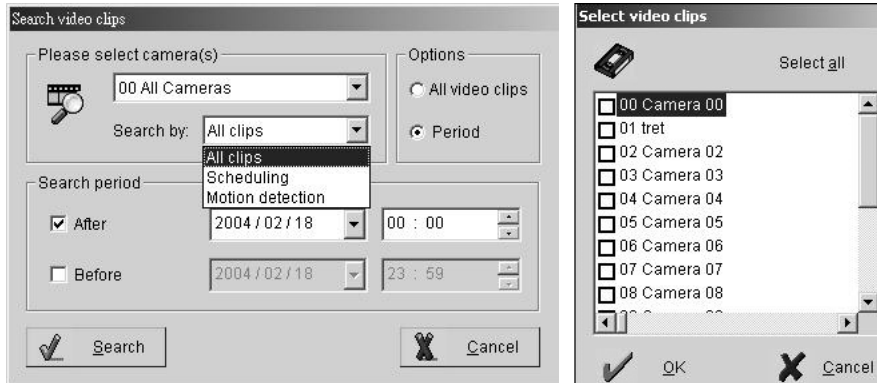 Search video clips
Please select camera(s)
00 All Cameras
Search by: All clips
All clips
Scheduling
Motion detection
Options
All video clips
Period
Search period
After 2004/02/18 00 : 00
Before 2004/02/18 23 : 59
Search Cancel
Select video clips
Select all
00 Camera 00
01 tret
02 Camera 02
03 Camera 03
04 Camera 04
05 Camera 05
06 Camera 06
07 Camera 07
08 Camera 08
OK Cancel